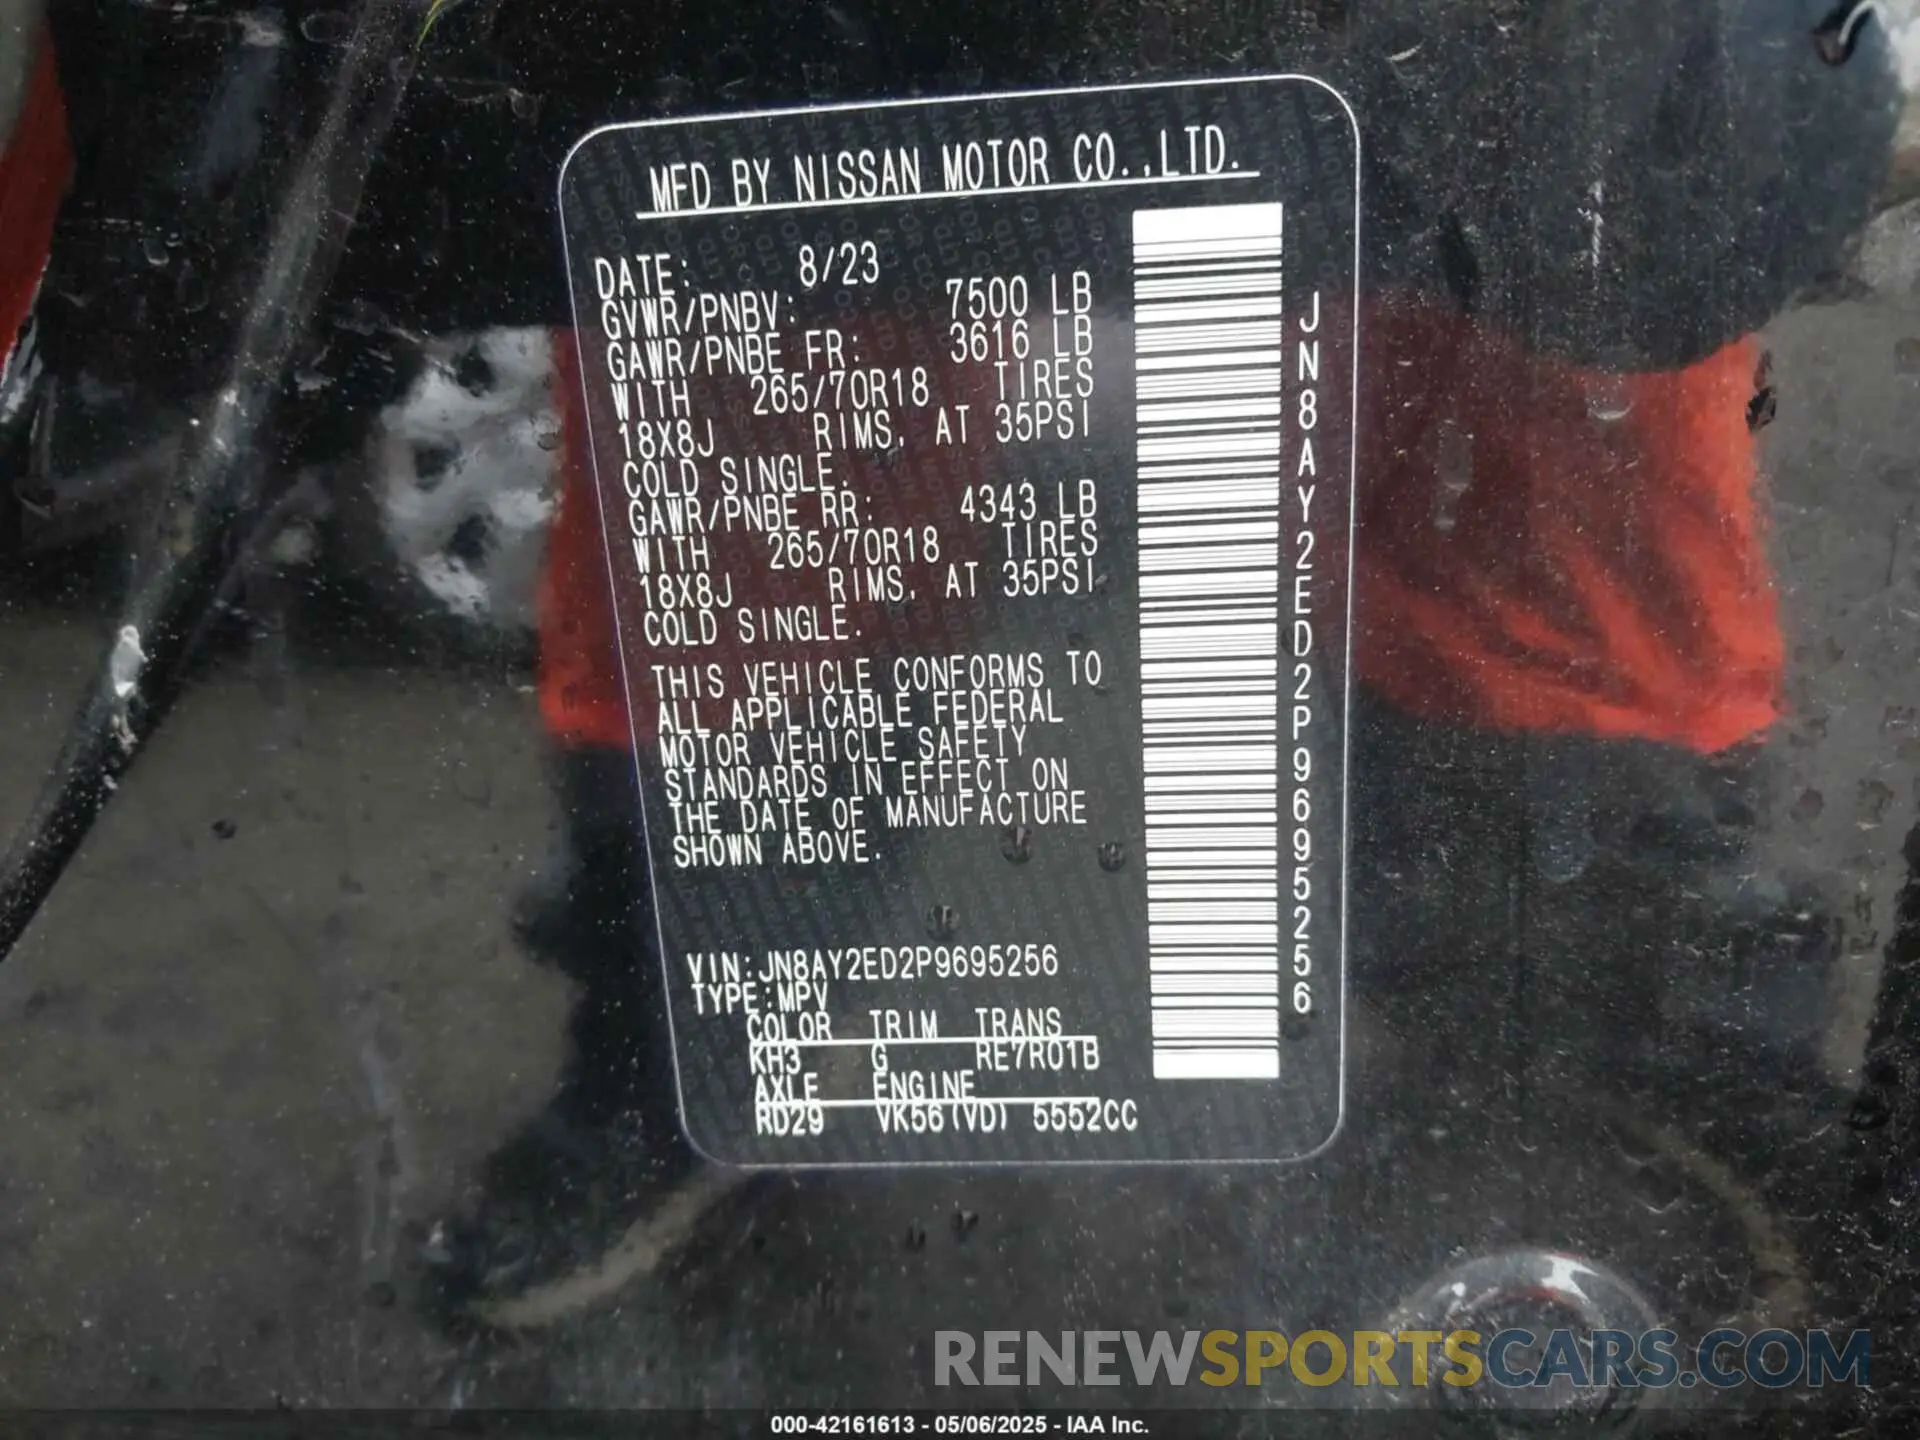 MFD BY NISSAN MOTOR CO.,LTD.
DATE: 8/23
GVWR/PNBV: 7500 LB
GAWR/PNBE FR: 3616 LB
WITH 265/70R18 TIRES
18X8J RIMS, AT 35PSI
COLD SINGLE.
GAWR/PNBE RR: 4343 LB
WITH 265/70R18 TIRES
18X8J RIMS, AT 35PSI
COLD SINGLE.
THIS VEHICLE CONFORMS TO
ALL APPLICABLE FEDERAL
MOTOR VEHICLE SAFETY
STANDARDS IN EFFECT ON
THE DATE OF MANUFACTURE
SHOWN ABOVE.
VIN:JN8AY2ED2P9695256
TYPE:MPV
COLOR TRIM TRANS
KH3 G RE7R01B
AXLE ENGINE
RD29 VK56(VD) 5552CC
JN8AY2ED2P9695256
RENEWSPORTSCARS.COM
000-42161613 - 05/06/2025 - IAA Inc.